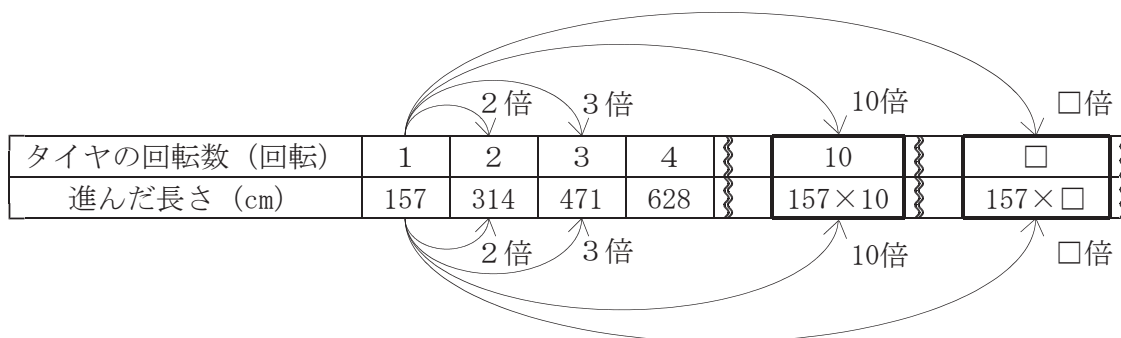 ２倍 ３倍 10倍 □倍
タイヤの回転数（回転） 1 2 3 4 10 □
進んだ長さ（cm） 157 314 471 628 157×10 157×□
２倍 ３倍 10倍 □倍